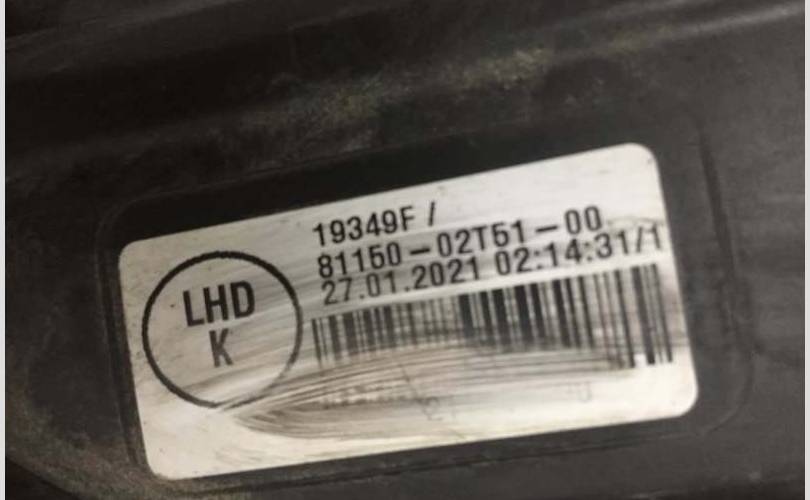 19349F /
81150-02T51-00
27.01.2021 02:14:31/1
LHD
K